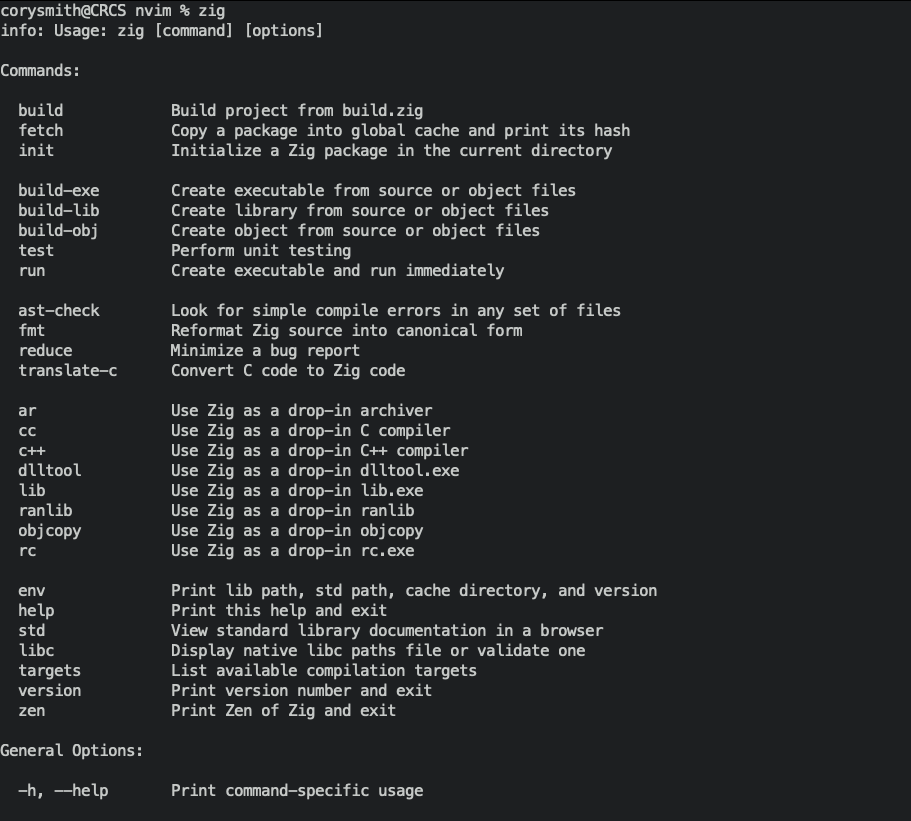 corysmith@CRCS nvim % zig
info: Usage: zig [command] [options]

Commands:

  build            Build project from build.zig
  fetch            Copy a package into global cache and print its hash
  init             Initialize a Zig package in the current directory

  build-exe        Create executable from source or object files
  build-lib        Create library from source or object files
  build-obj        Create object from source or object files
  test             Perform unit testing
  run              Create executable and run immediately

  ast-check        Look for simple compile errors in any set of files
  fmt              Reformat Zig source into canonical form
  reduce           Minimize a bug report
  translate-c      Convert C code to Zig code

  ar               Use Zig as a drop-in archiver
  cc               Use Zig as a drop-in C compiler
  c++              Use Zig as a drop-in C++ compiler
  dlltool          Use Zig as a drop-in dlltool.exe
  lib              Use Zig as a drop-in lib.exe
  ranlib           Use Zig as a drop-in ranlib
  objcopy          Use Zig as a drop-in objcopy
  rc               Use Zig as a drop-in rc.exe

  env              Print lib path, std path, cache directory, and version
  help             Print this help and exit
  std              View standard library documentation in a browser
  libc             Display native libc paths file or validate one
  targets          List available compilation targets
  version          Print version number and exit
  zen              Print Zen of Zig and exit

General Options:

  -h, --help       Print command-specific usage